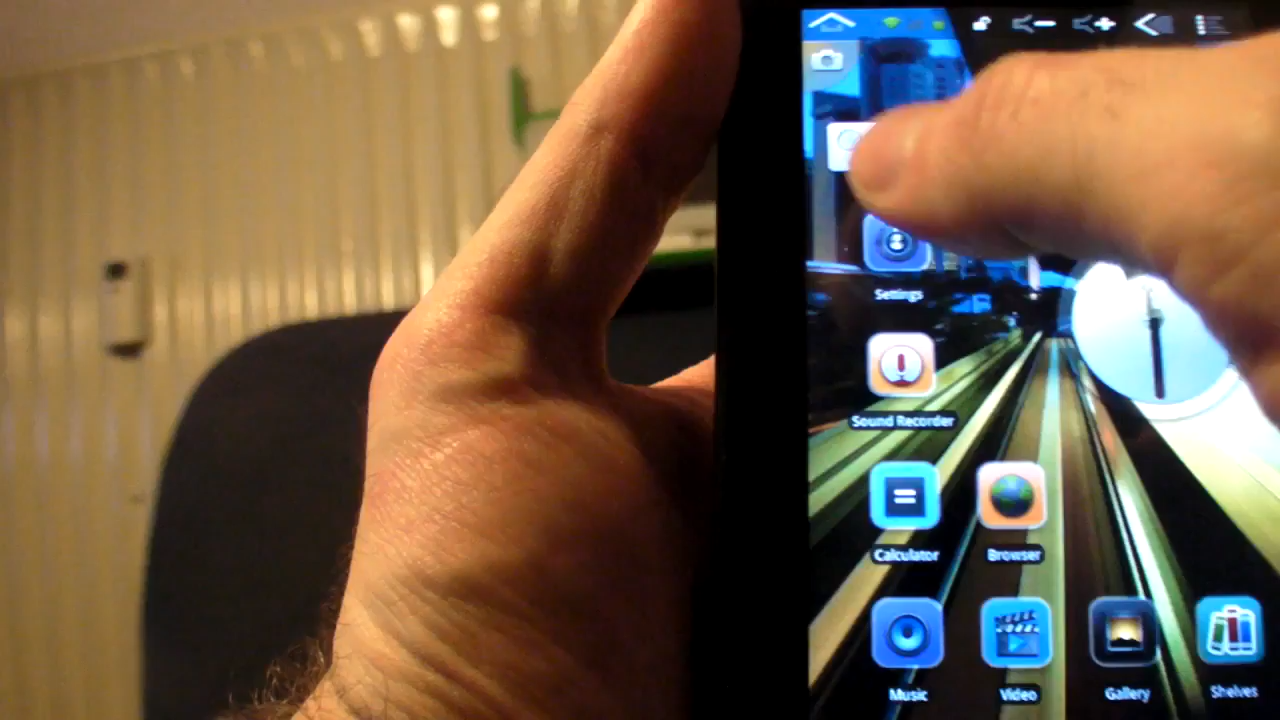 Settings
Sound Recorder
Calculator Browser
Music Video Gallery Shelves